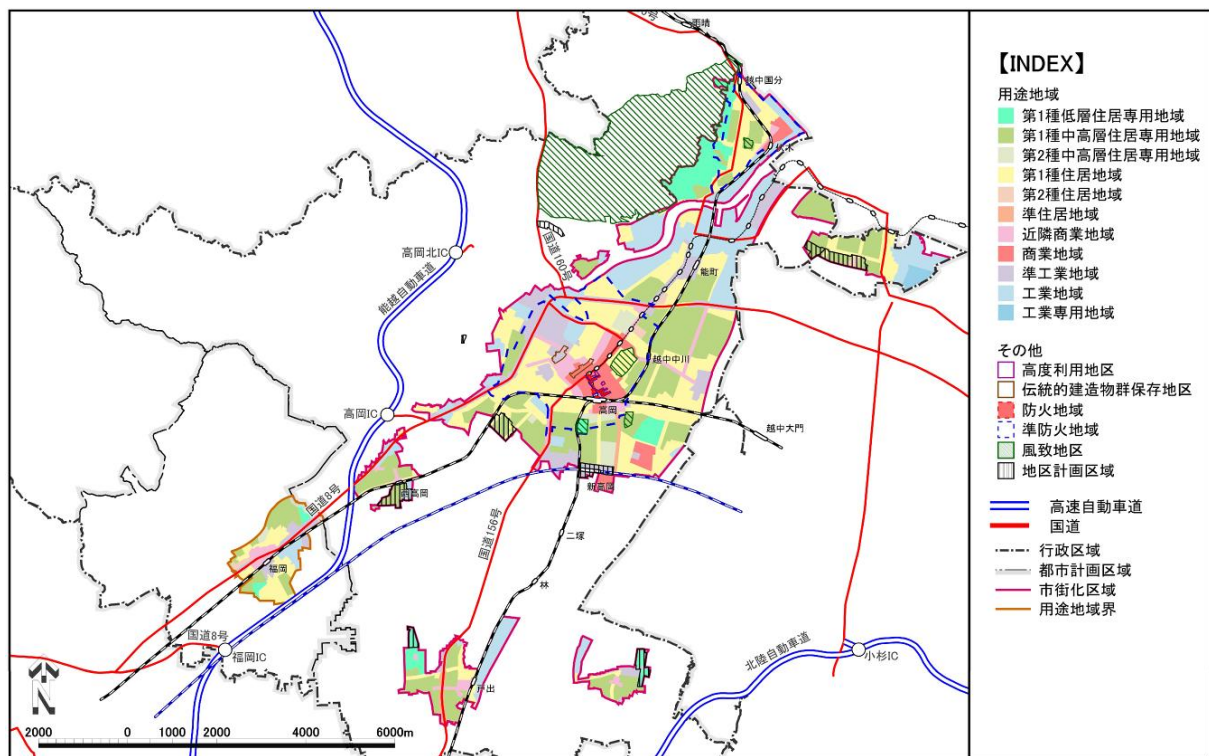 雨晴
越中国分
伏木
高岡北IC
国道160号
能越自動車道
能町
越中中川
高岡IC
高岡
越中大門
西高岡
新高岡
国道8号
国道156号
二塚
福岡
林
国道8号
福岡IC
北陸自動車道
小杉IC
戸出
N
2000 0 1000 2000 4000 6000m
【INDEX】
用途地域
第1種低層住居専用地域
第1種中高層住居専用地域
第2種中高層住居専用地域
第1種住居地域
第2種住居地域
準住居地域
近隣商業地域
商業地域
準工業地域
工業地域
工業専用地域
その他
高度利用地区
伝統的建造物群保存地区
防火地域
準防火地域
風致地区
地区計画区域
高速自動車道
国道
行政区域
都市計画区域
市街化区域
用途地域界